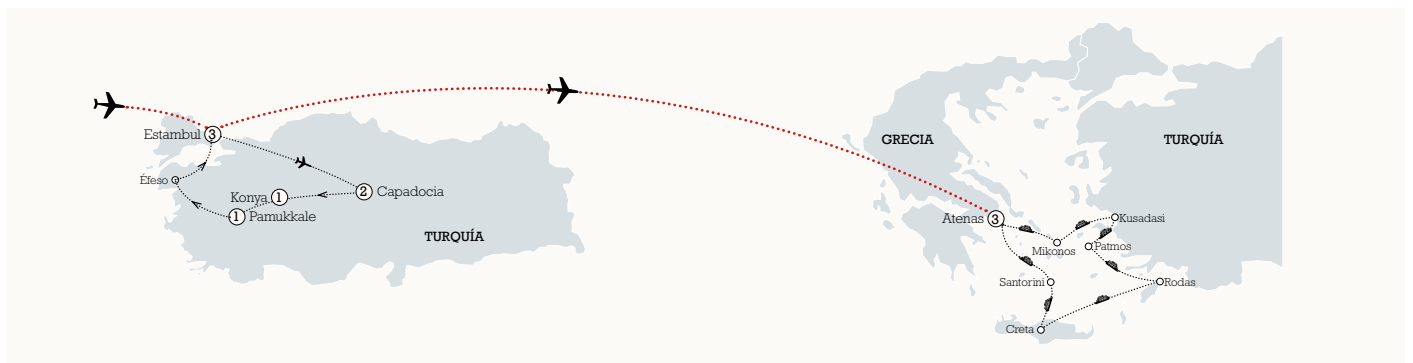 Estambul 3
Éfeso
Konya 1
2 Capadocia
1 Pamukkale
TURQUÍA
GRECIA
TURQUÍA
Atenas 3
Kusadasi
Mikonos
Patmos
Santorini
Rodas
Creta